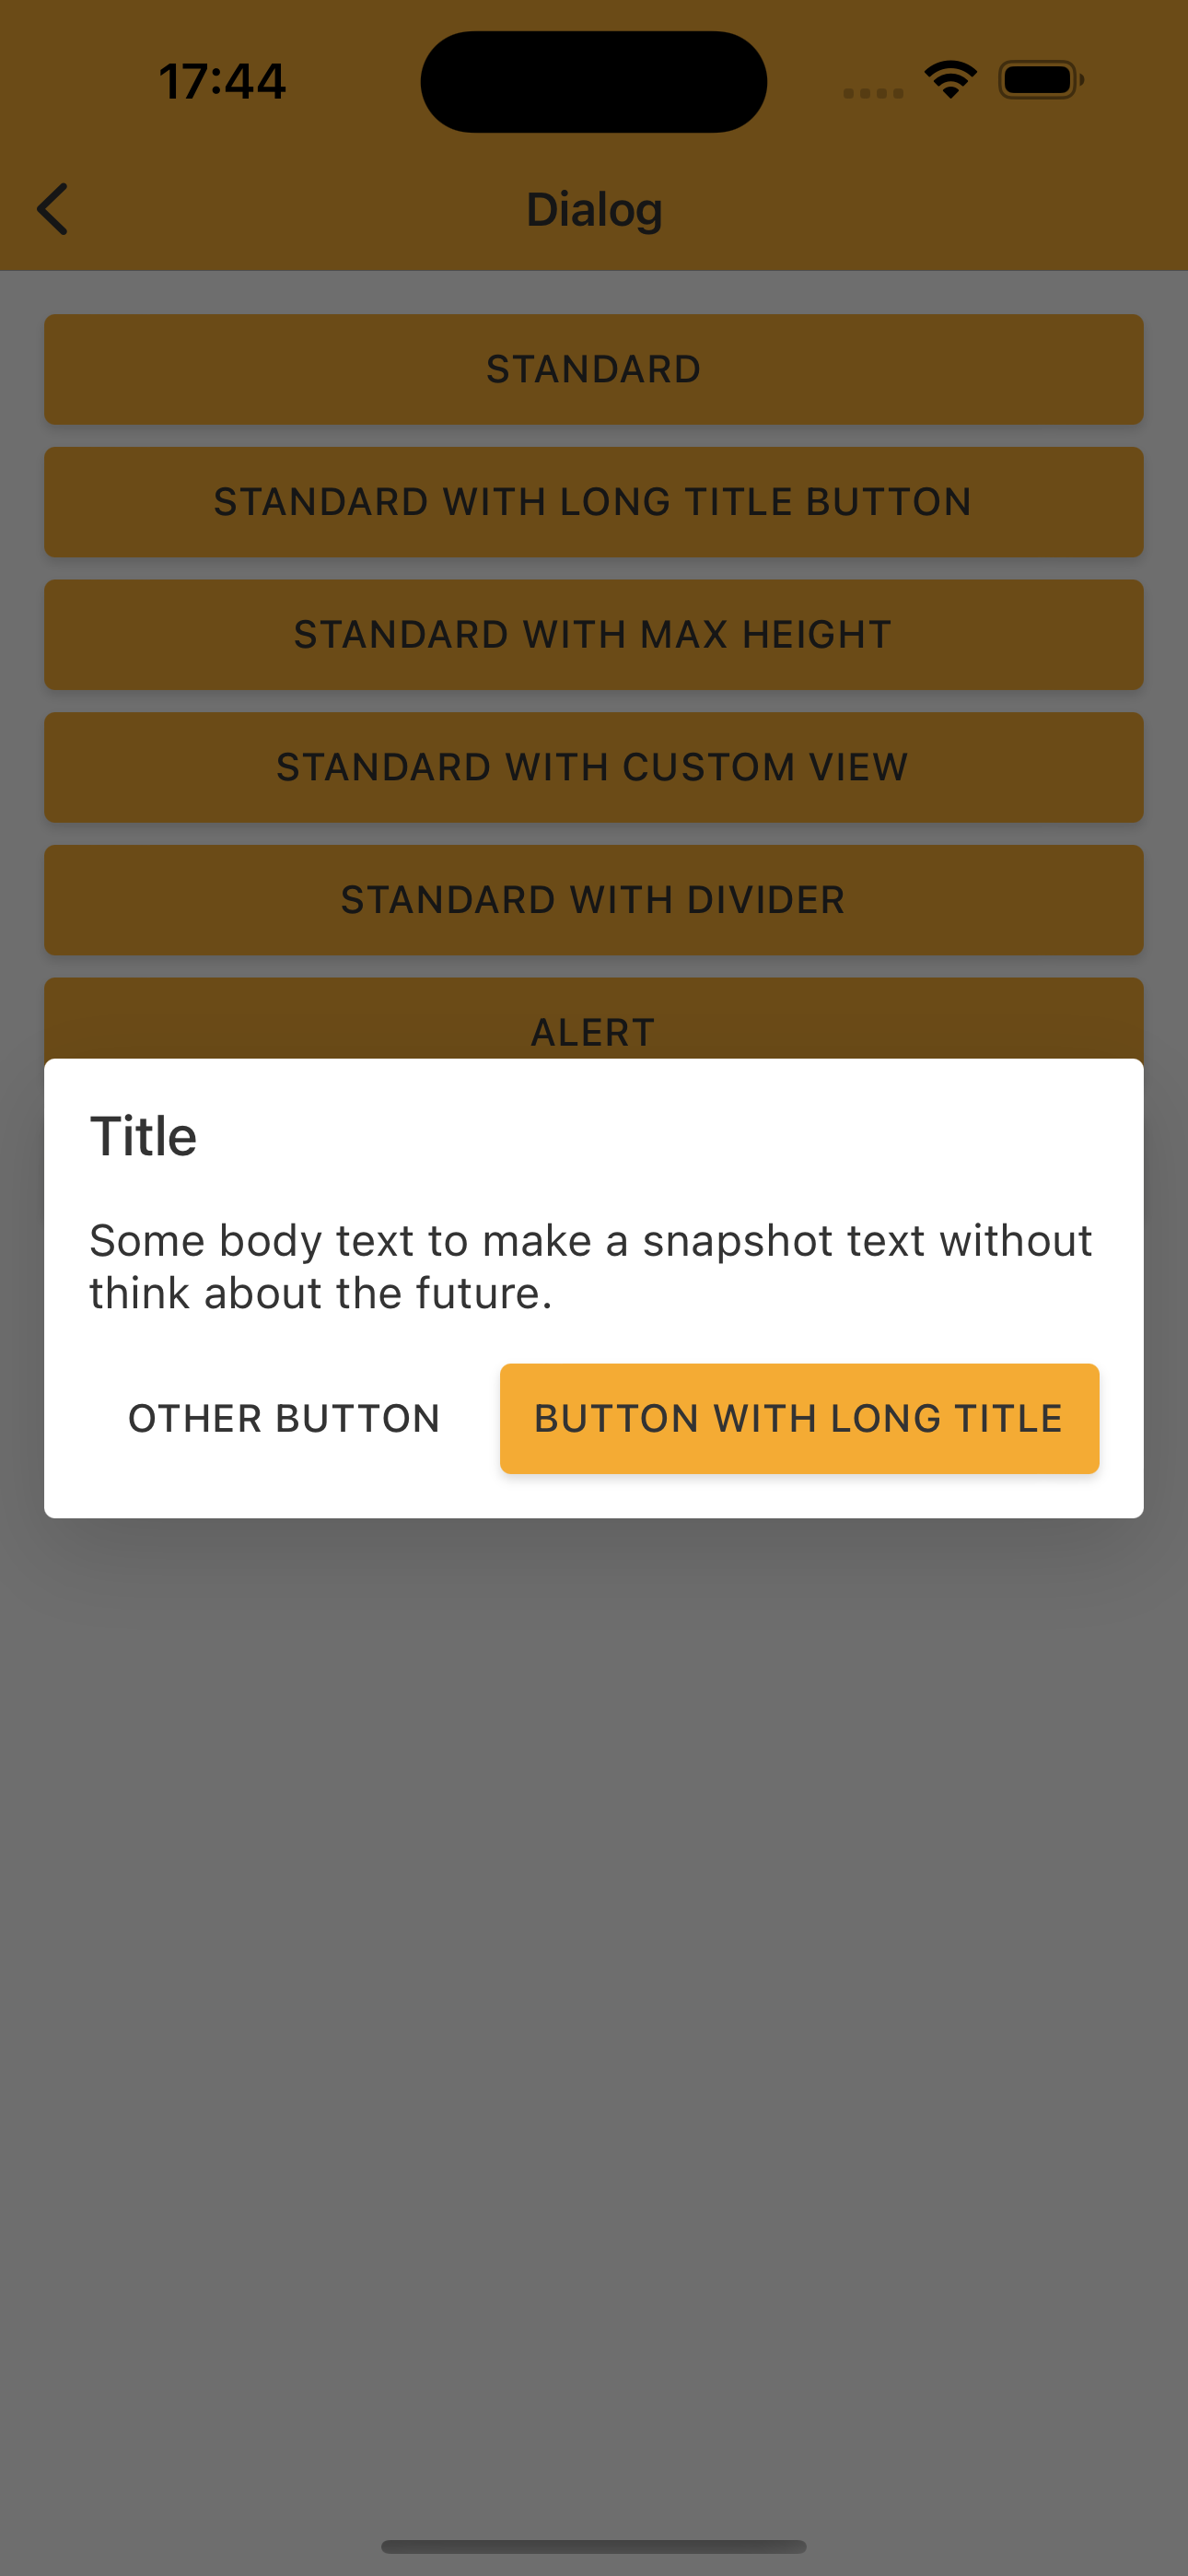 17:44
Dialog
STANDARD
STANDARD WITH LONG TITLE BUTTON
STANDARD WITH MAX HEIGHT
STANDARD WITH CUSTOM VIEW
STANDARD WITH DIVIDER
ALERT
Title
Some body text to make a snapshot text without
think about the future.
OTHER BUTTON
BUTTON WITH LONG TITLE